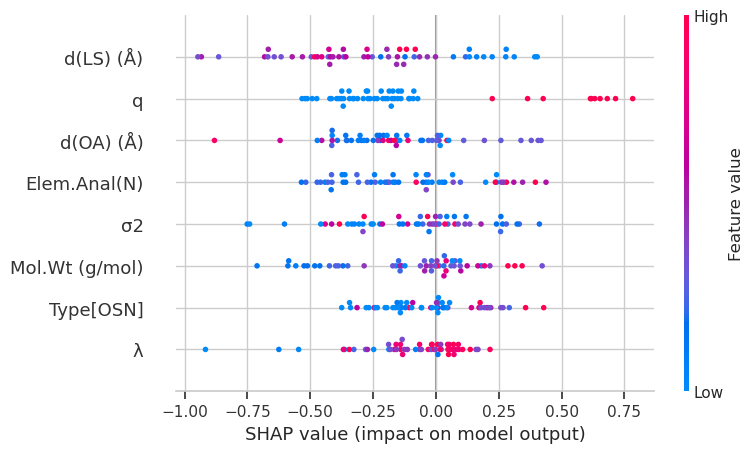 High
d(LS) (Å)
q
d(OA) (Å)
Elem.Anal(N)
σ2
Mol.Wt (g/mol)
Type[OSN]
λ
Feature value
Low
−1.00 −0.75 −0.50 −0.25 0.00 0.25 0.50 0.75
SHAP value (impact on model output)